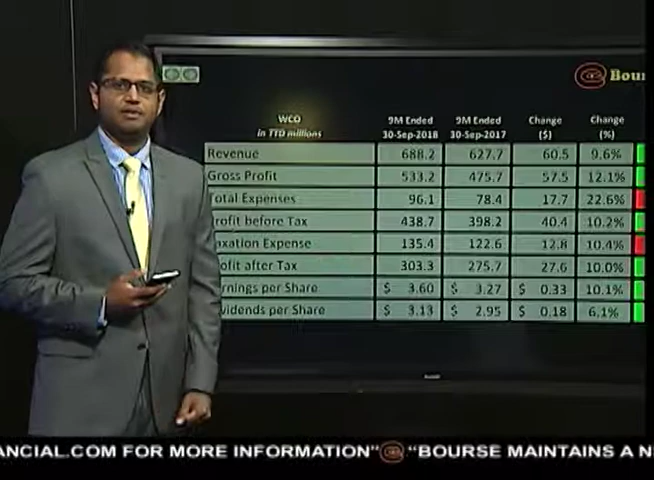 Bour
WCO 9M Ended 9M Ended Change Change
in TTD millions 30-Sep-2018 30-Sep-2017 ($) (%)
Revenue 688.2 627.7 60.5 9.6%
Gross Profit 533.2 475.7 57.5 12.1%
Total Expenses 96.1 78.4 17.7 22.6%
Profit before Tax 438.7 398.2 40.4 10.2%
axation Expense 135.4 122.6 12.8 10.4%
ofit after Tax 303.3 275.7 27.6 10.0%
rnings per Share $ 3.60 $ 3.27 $ 0.33 10.1%
vidends per Share $ 3.13 $ 2.95 $ 0.18 6.1%
ANCIAL.COM FOR MORE INFORMATION" "BOURSE MAINTAINS A N